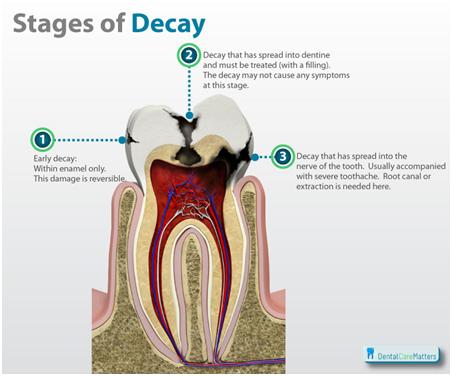 Stages of Decay
2
Decay that has spread into dentine
and must be treated (with a filling).
The decay may not cause any symptoms
at this stage.
1
Early decay:
Within enamel only.
This damage is reversible.
3
Decay that has spread into the
nerve of the tooth. Usually accompanied
with severe toothache. Root canal or
extraction is needed here.
DentalCareMatters